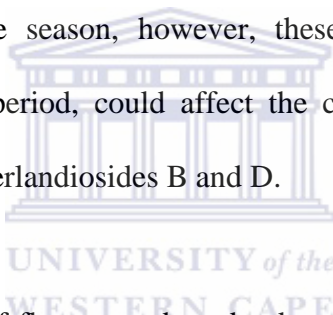 e season, however, these
period, could affect the c
erlandiosides B and D.
UNIVERSITY of the
WESTERN CAPE